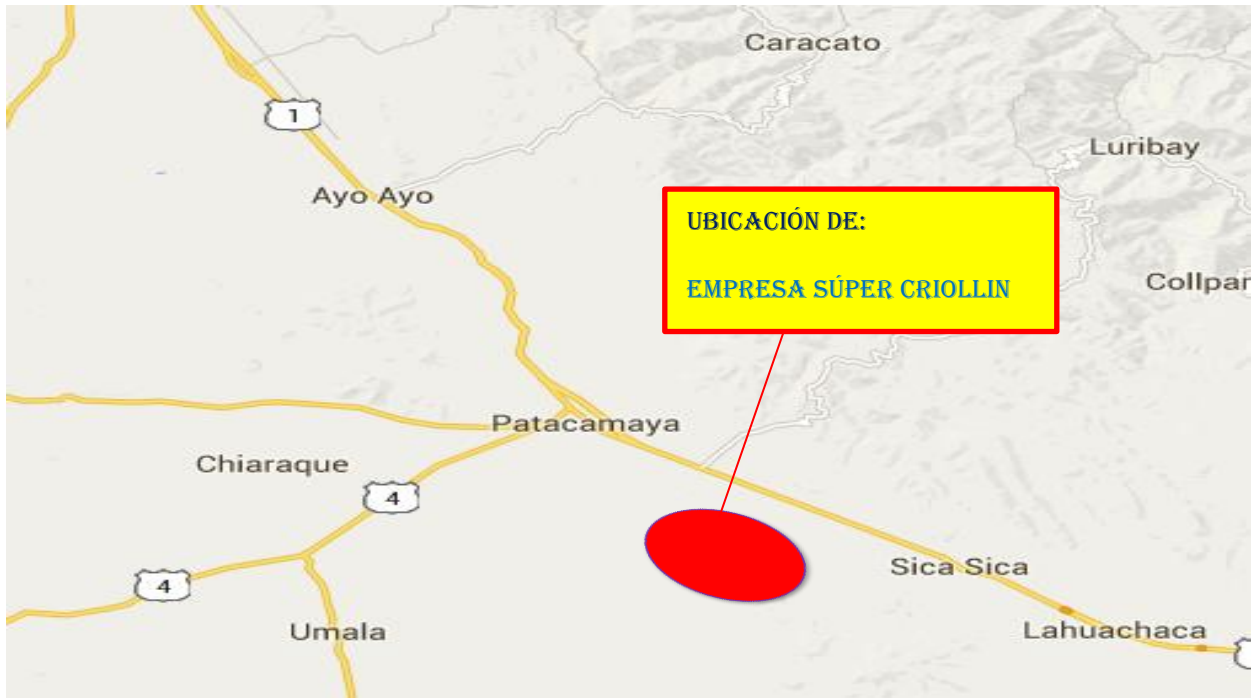 Caracato
1
Luribay
Ayo Ayo
UBICACIÓN DE:
EMPRESA SÚPER CRIOLLIN
Collpar
Patacamaya
Chiaraque
4
Sica Sica
4
Umala
Lahuachaca